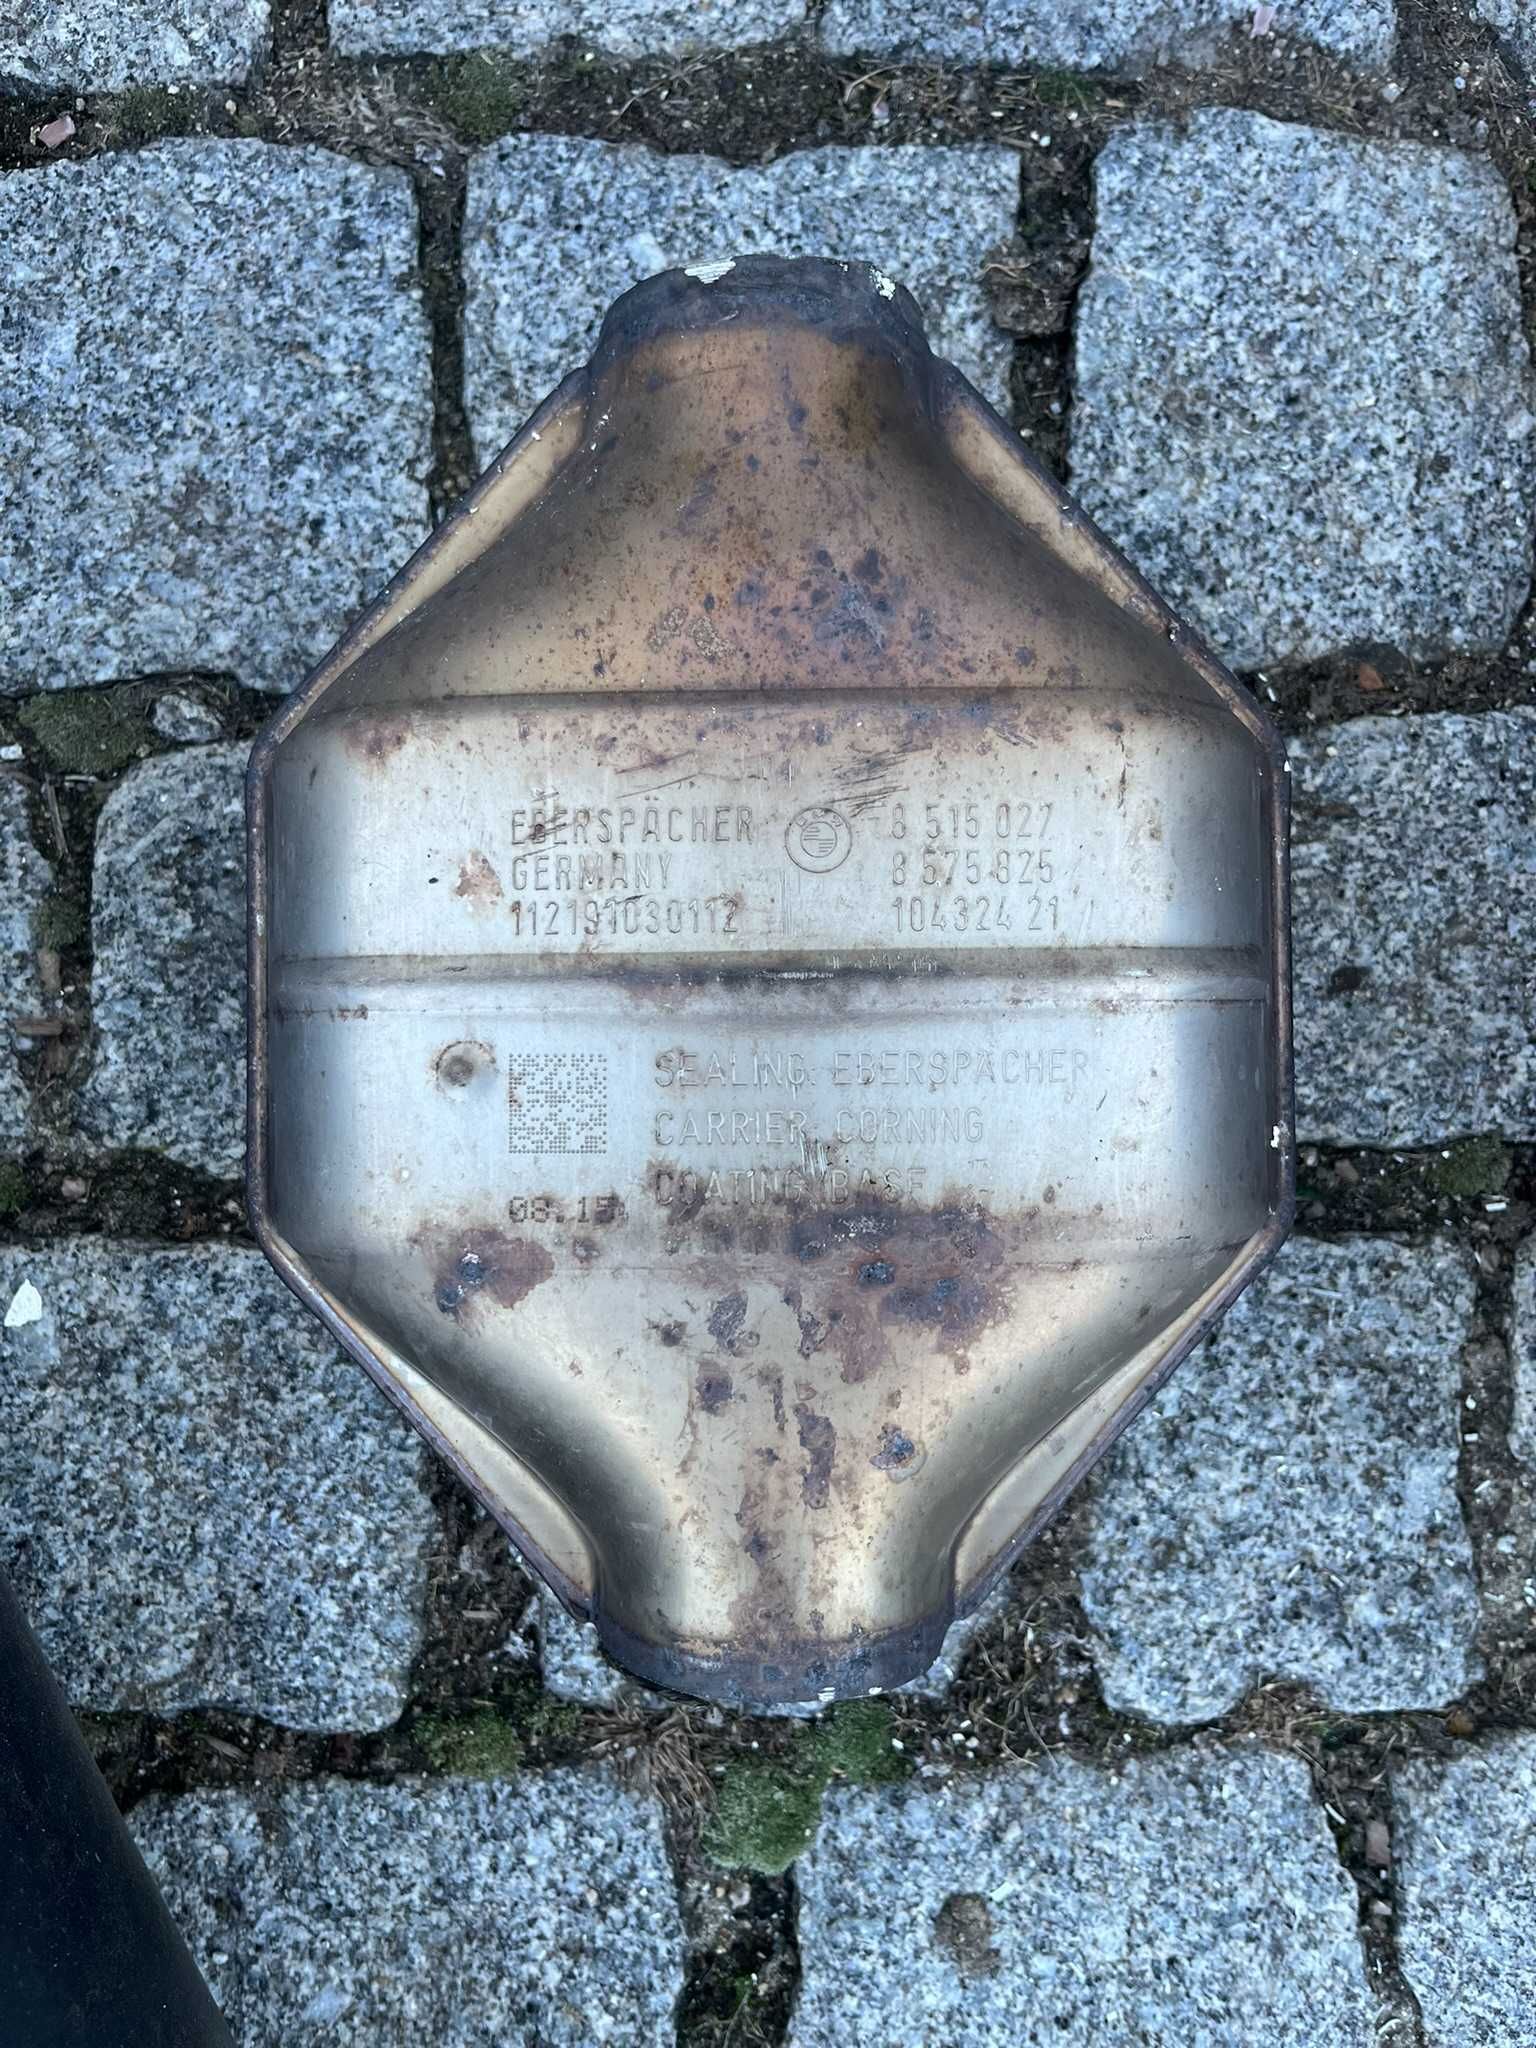 EBERSPÄCHER
GERMANY
112191030112
8 515 027
8 575 825
104324 21
SEALING: EBERSPÄCHER
CARRIER: CORNING
COATING: BASF
08.15